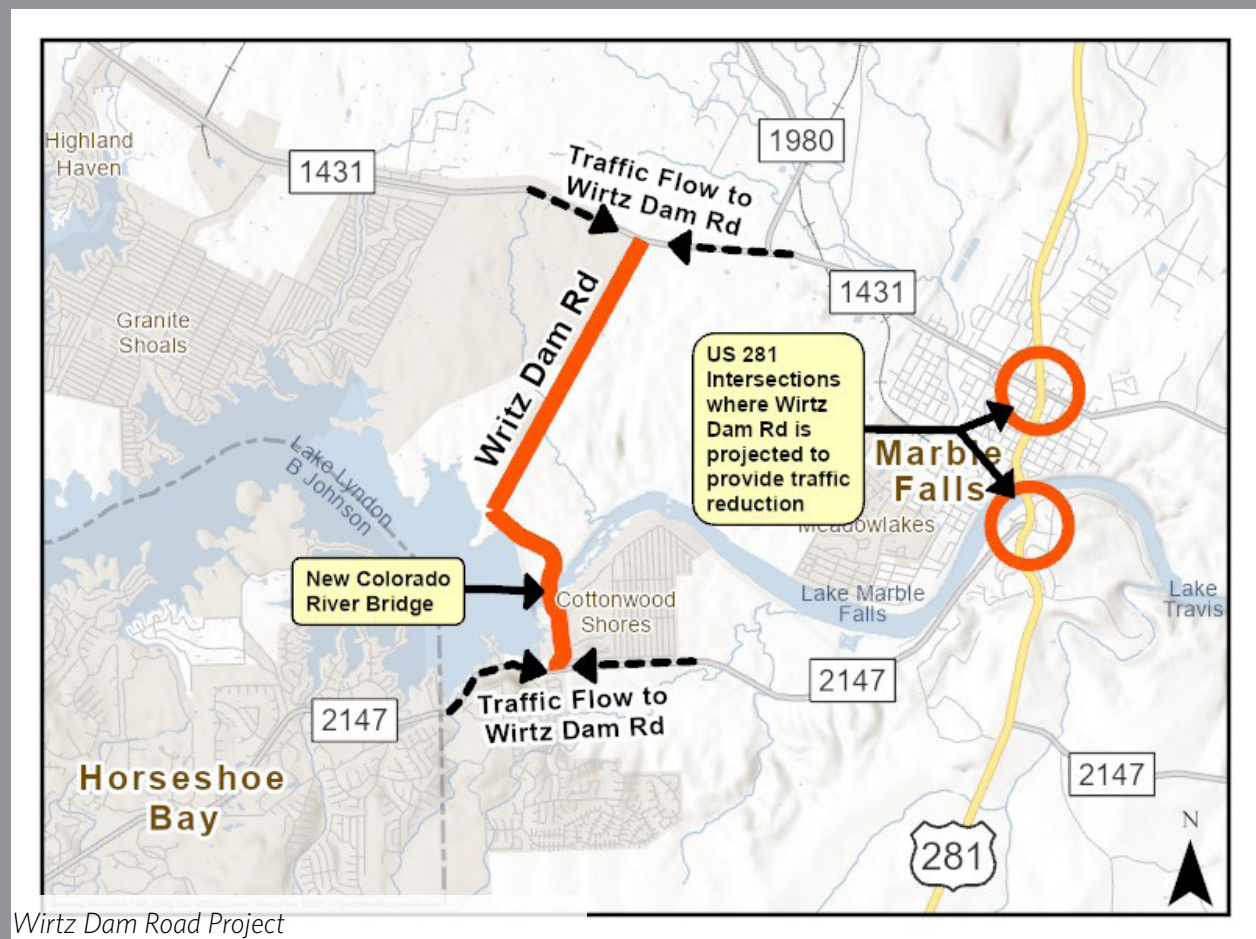 Highland
Haven
1431
1980
Traffic Flow to
Wirtz Dam Rd
1431
Granite
Shoals
Writz Dam Rd
US 281
Intersections
where Wirtz
Dam Rd is
projected to
provide traffic
reduction
Marble
Falls
Meadowlakes
Lake Lyndon
B Johnson
New Colorado
River Bridge
Cottonwood
Shores
Lake Marble
Falls
Lake
Travis
2147
Traffic Flow to
Wirtz Dam Rd
2147
2147
Horseshoe
Bay
281
N
Wirtz Dam Road Project